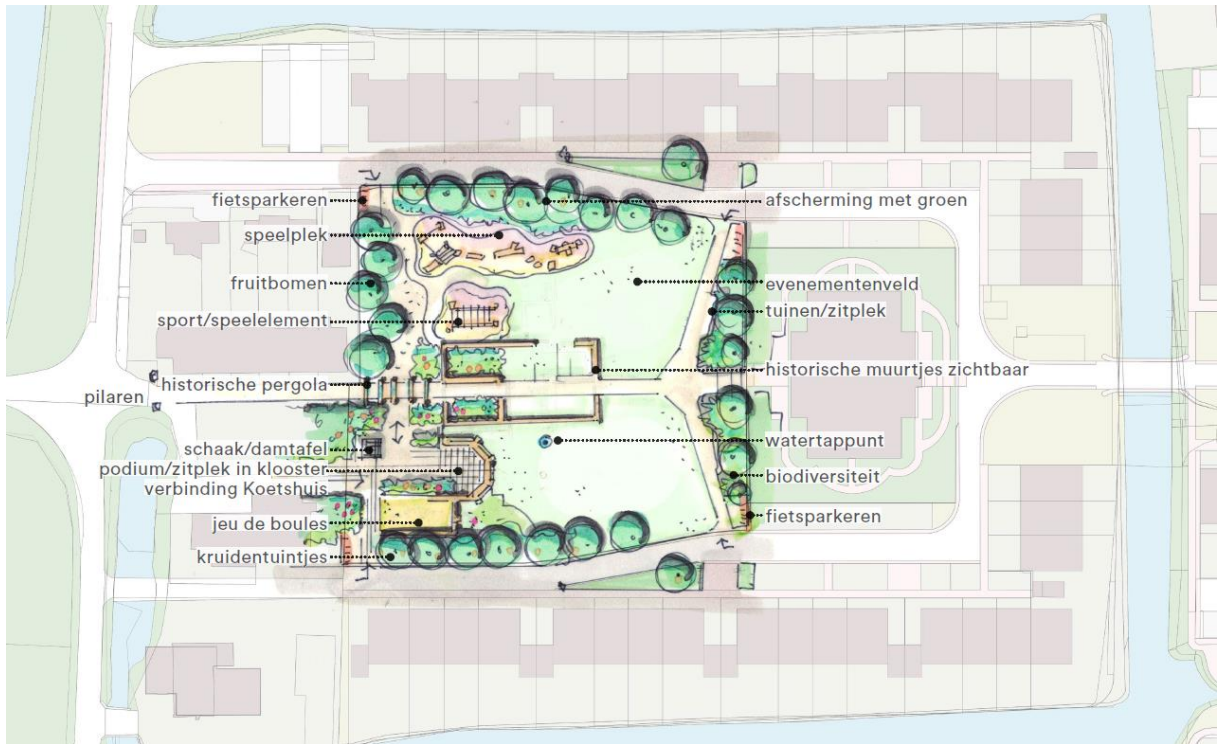 fietsparkeren
speelplek
fruitbomen
sport/speelelement
historische pergola
pilaren
schaak/damtafel
podium/zitplek in klooster
verbinding Koetshuis
jeu de boules
kruidentuintjes
afscherming met groen
evenementenveld
tuinen/zitplek
historische muurtjes zichtbaar
watertappunt
biodiversiteit
fietsparkeren